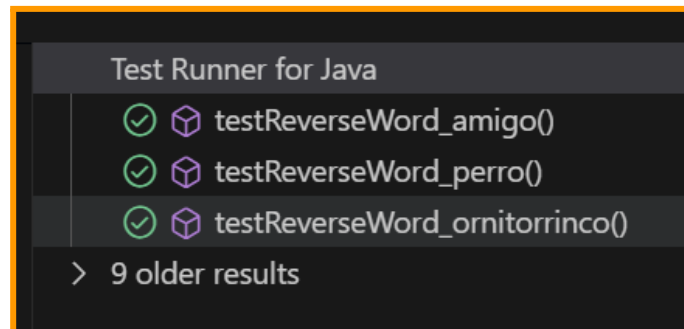 Test Runner for Java
testReverseWord_amigo()
testReverseWord_perro()
testReverseWord_ornitorrinco()
9 older results